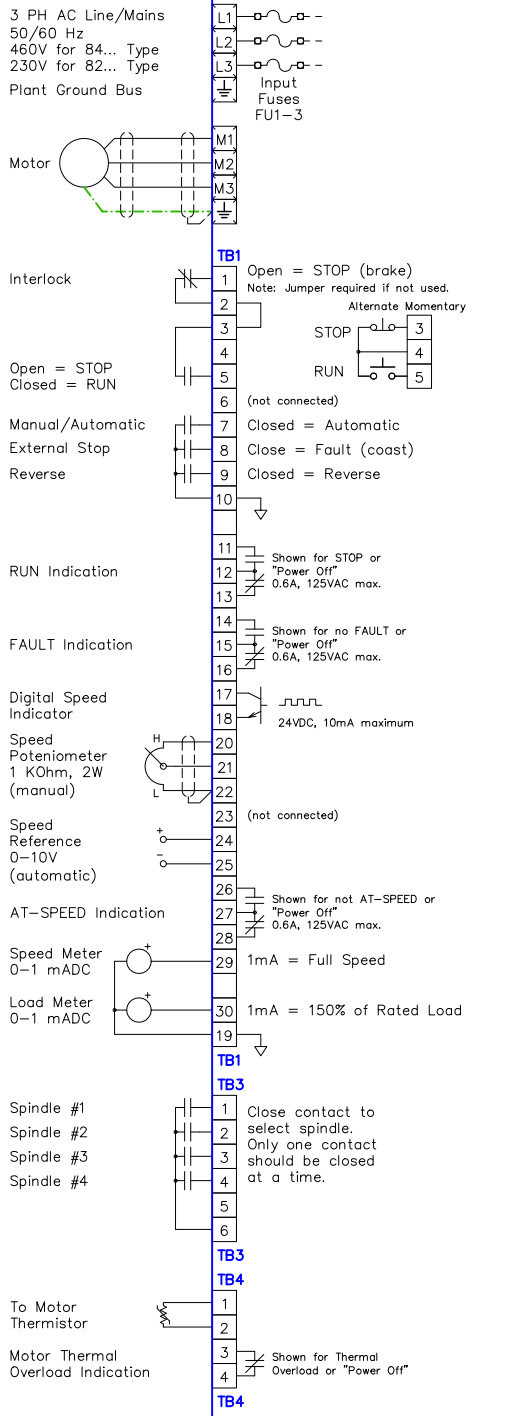 3 PH AC Line/Mains
50/60 Hz
460V for 84... Type
230V for 82... Type
Plant Ground Bus
L1
L2
L3
Input
Fuses
FU1-3
Motor
M1
M2
M3
TB1
Interlock
1
Open = STOP (brake)
Note: Jumper required if not used.
2
Alternate Momentary
3
STOP
3
4
4
Open = STOP
Closed = RUN
5
RUN
5
6
(not connected)
Manual/Automatic
7
Closed = Automatic
External Stop
8
Close = Fault (coast)
Reverse
9
Closed = Reverse
10
11
RUN Indication
12
13
Shown for STOP or
"Power Off"
0.6A, 125VAC max.
14
FAULT Indication
15
16
Shown for no FAULT or
"Power Off"
0.6A, 125VAC max.
Digital Speed
Indicator
17
18
24VDC, 10mA maximum
Speed
Poteniometer
1 KOhm, 2W
(manual)
H
L
20
21
22
23
(not connected)
Speed
Reference
0-10V
(automatic)
+
-
24
25
26
AT-SPEED Indication
27
28
Shown for not AT-SPEED or
"Power Off"
0.6A, 125VAC max.
Speed Meter
0-1 mADC
+
29
1mA = Full Speed
Load Meter
0-1 mADC
+
30
1mA = 150% of Rated Load
19
TB1
TB3
Spindle #1
1
Spindle #2
2
Spindle #3
3
Spindle #4
4
Close contact to
select spindle.
Only one contact
should be closed
at a time.
5
6
TB3
TB4
To Motor
Thermistor
1
2
Motor Thermal
Overload Indication
3
4
Shown for Thermal
Overload or "Power Off"
TB4